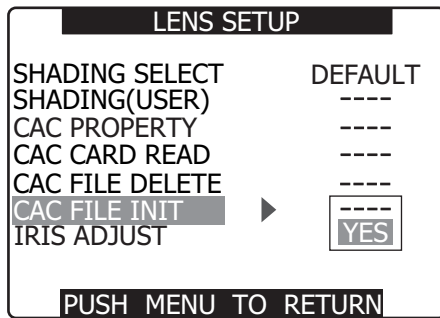 LENS SETUP
SHADING SELECT DEFAULT
SHADING(USER) ----
CAC PROPERTY ----
CAC CARD READ ----
CAC FILE DELETE ----
CAC FILE INIT ▶ ----
IRIS ADJUST YES
PUSH MENU TO RETURN